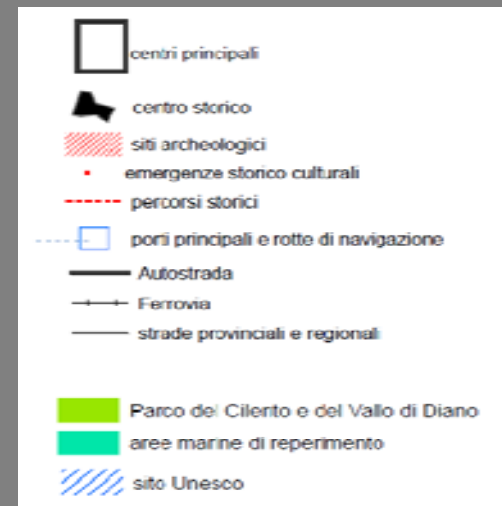 centri principali
centro storico
siti archeologici
emergenze storico culturali
percorsi storici
porti principali e rotte di navigazione
Autostrada
Ferrovia
strade provinciali e regionali
Parco del Cilento e del Vallo di Diano
aree marine di reperimento
sito Unesco